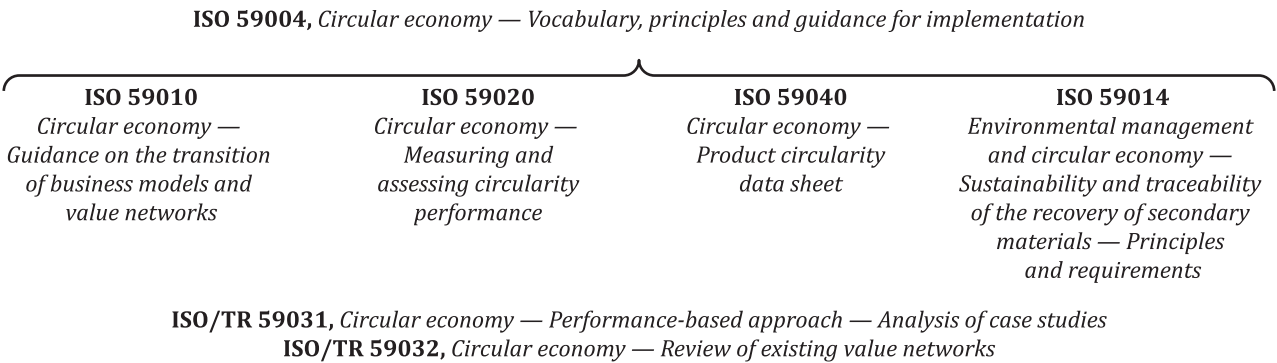 ISO 59004, Circular economy — Vocabulary, principles and guidance for implementation
ISO 59010
Circular economy —
Guidance on the transition
of business models and
value networks
ISO 59020
Circular economy —
Measuring and
assessing circularity
performance
ISO 59040
Circular economy —
Product circularity
data sheet
ISO 59014
Environmental management
and circular economy —
Sustainability and traceability
of the recovery of secondary
materials — Principles
and requirements
ISO/TR 59031, Circular economy — Performance-based approach — Analysis of case studies
ISO/TR 59032, Circular economy — Review of existing value networks